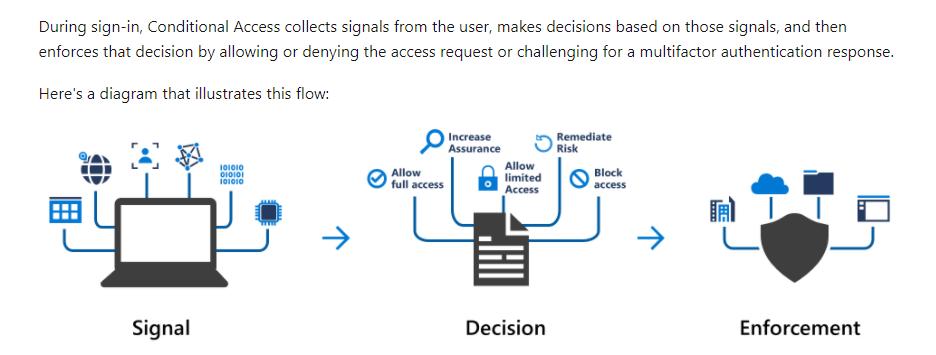 During sign-in, Conditional Access collects signals from the user, makes decisions based on those signals, and then
enforces that decision by allowing or denying the access request or challenging for a multifactor authentication response.
Here's a diagram that illustrates this flow:
Increase
Assurance
Remediate
Risk
Allow
full access
Allow
limited
Access
Block
access
101010
010101
101010
Signal
Decision
Enforcement